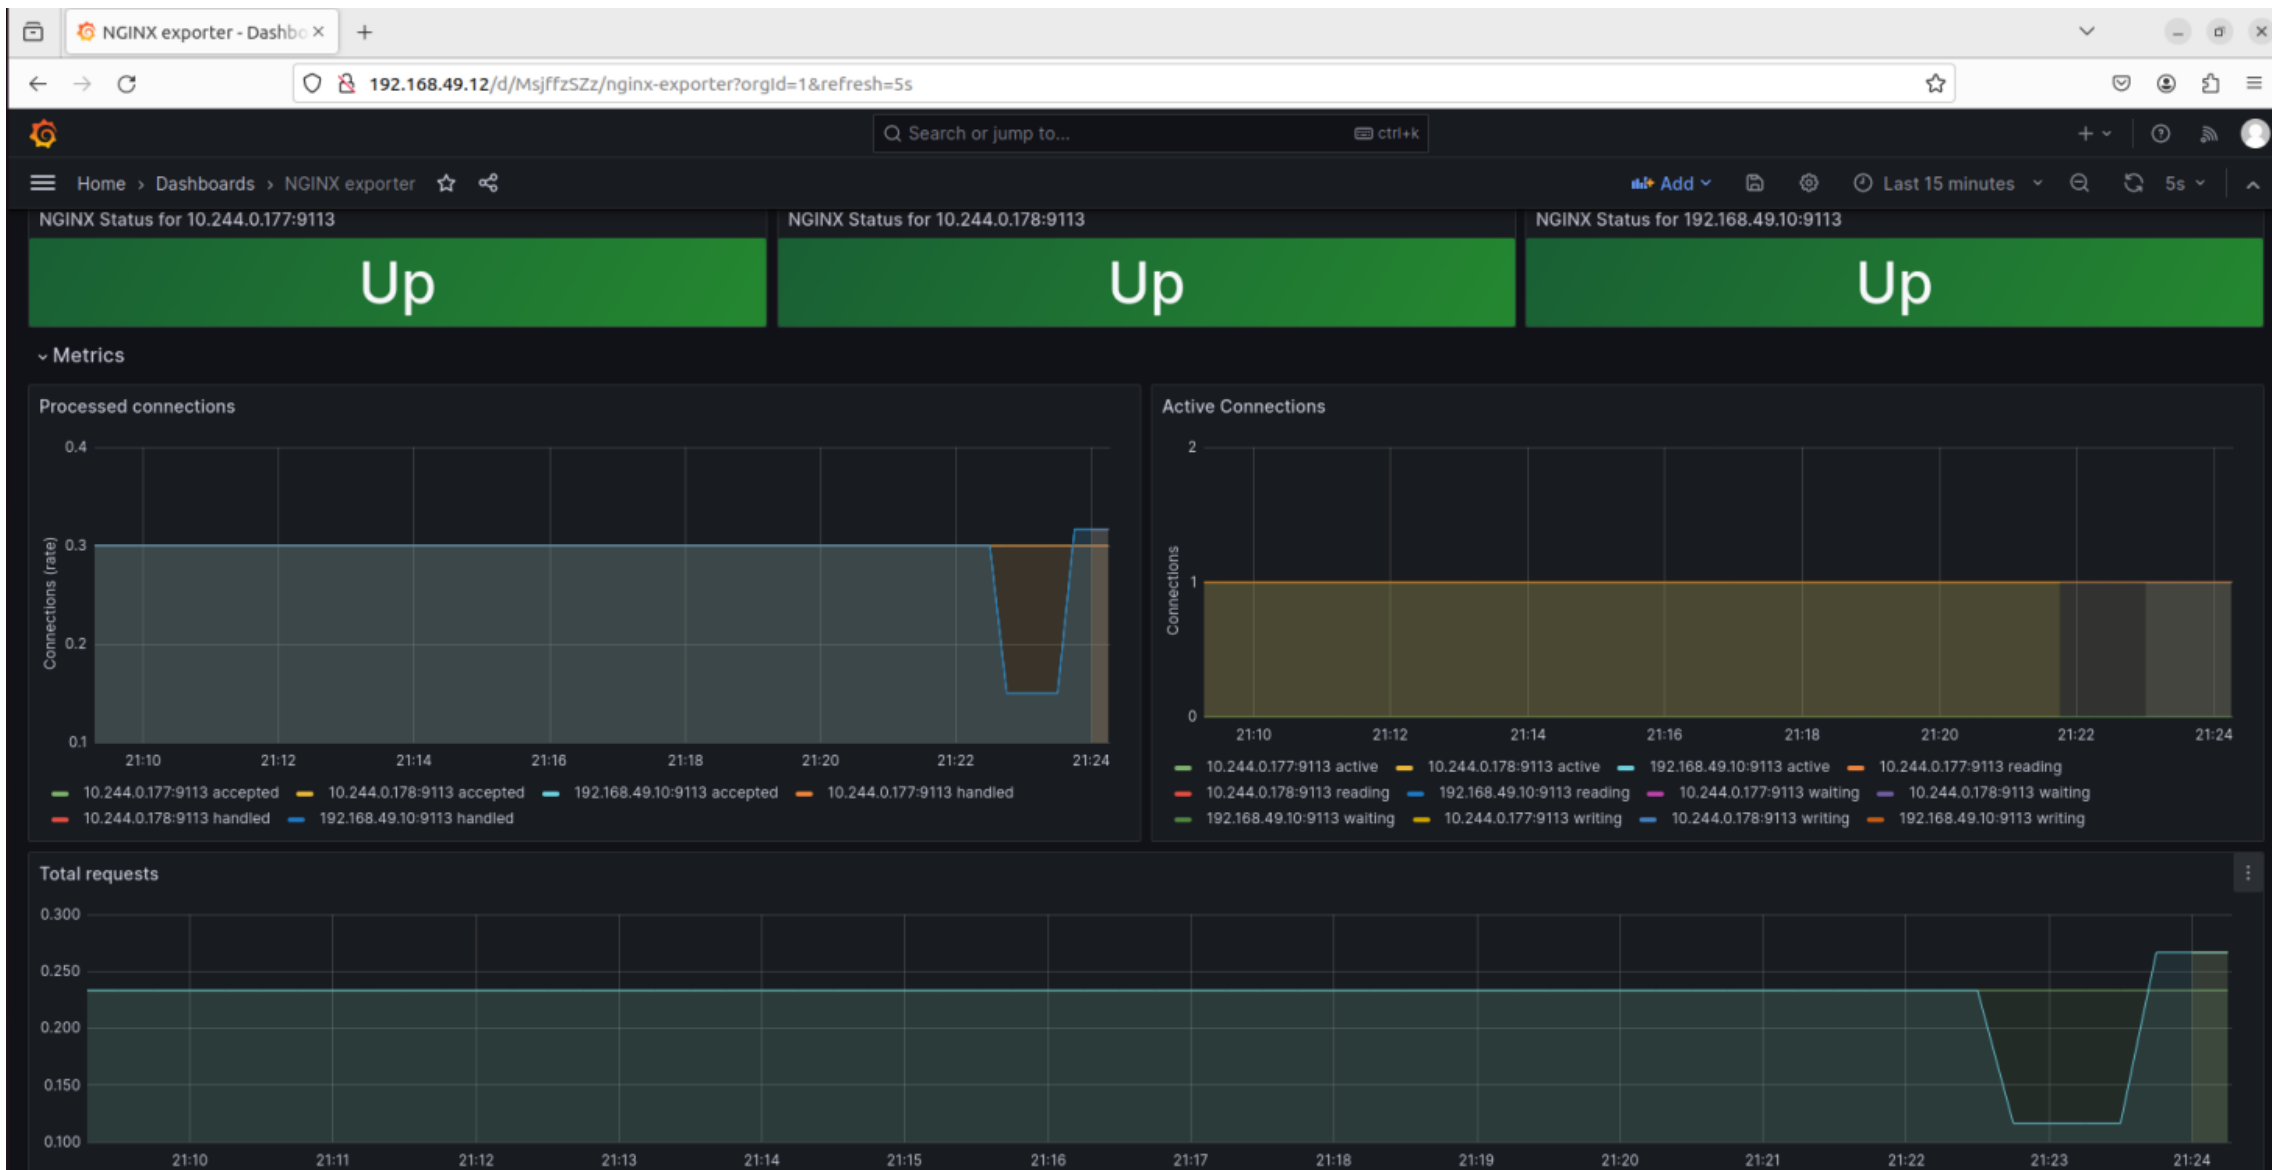 NGINX exporter - Dashbo
192.168.49.12/d/MsjffzSZz/nginx-exporter?orgId=1&refresh=5s
Search or jump to... ctrl+k
Home › Dashboards › NGINX exporter Add Last 15 minutes 5s
NGINX Status for 10.244.0.177:9113
Up
NGINX Status for 10.244.0.178:9113
Up
NGINX Status for 192.168.49.10:9113
Up
Metrics
Processed connections
Connections (rate)
0.4
0.3
0.2
0.1
21:10 21:12 21:14 21:16 21:18 21:20 21:22 21:24
10.244.0.177:9113 accepted 10.244.0.178:9113 accepted 192.168.49.10:9113 accepted 10.244.0.177:9113 handled
10.244.0.178:9113 handled 192.168.49.10:9113 handled
Active Connections
Connections
2
1
0
21:10 21:12 21:14 21:16 21:18 21:20 21:22 21:24
10.244.0.177:9113 active 10.244.0.178:9113 active 192.168.49.10:9113 active 10.244.0.177:9113 reading
10.244.0.178:9113 reading 192.168.49.10:9113 reading 10.244.0.177:9113 waiting 10.244.0.178:9113 waiting
192.168.49.10:9113 waiting 10.244.0.177:9113 writing 10.244.0.178:9113 writing 192.168.49.10:9113 writing
Total requests
0.300
0.250
0.200
0.150
0.100
21:10 21:11 21:12 21:13 21:14 21:15 21:16 21:17 21:18 21:19 21:20 21:21 21:22 21:23 21:24